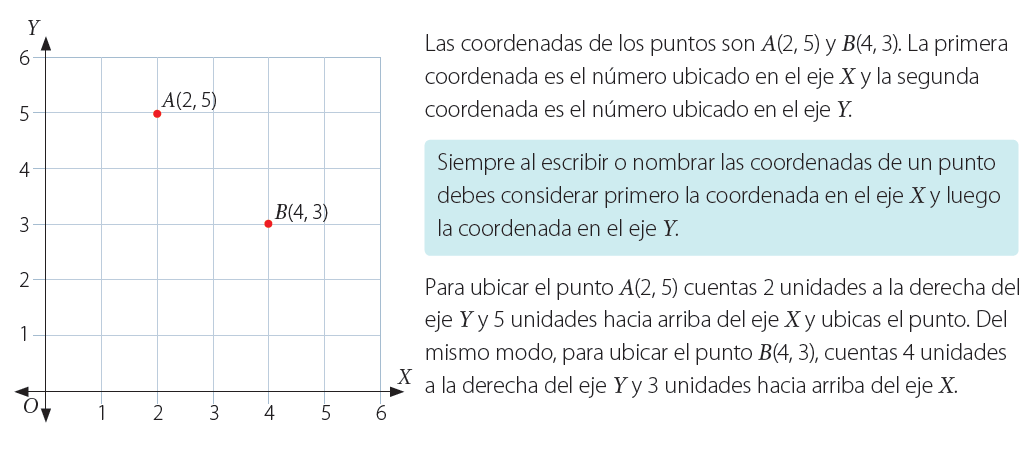 Y
6
5
4
3
2
1
O
1 2 3 4 5 6
X
A(2, 5)
B(4, 3)
Las coordenadas de los puntos son A(2, 5) y B(4, 3). La primera
coordenada es el número ubicado en el eje X y la segunda
coordenada es el número ubicado en el eje Y.
Siempre al escribir o nombrar las coordenadas de un punto
debes considerar primero la coordenada en el eje X y luego
la coordenada en el eje Y.
Para ubicar el punto A(2, 5) cuentas 2 unidades a la derecha del
eje Y y 5 unidades hacia arriba del eje X y ubicas el punto. Del
mismo modo, para ubicar el punto B(4, 3), cuentas 4 unidades
a la derecha del eje Y y 3 unidades hacia arriba del eje X.